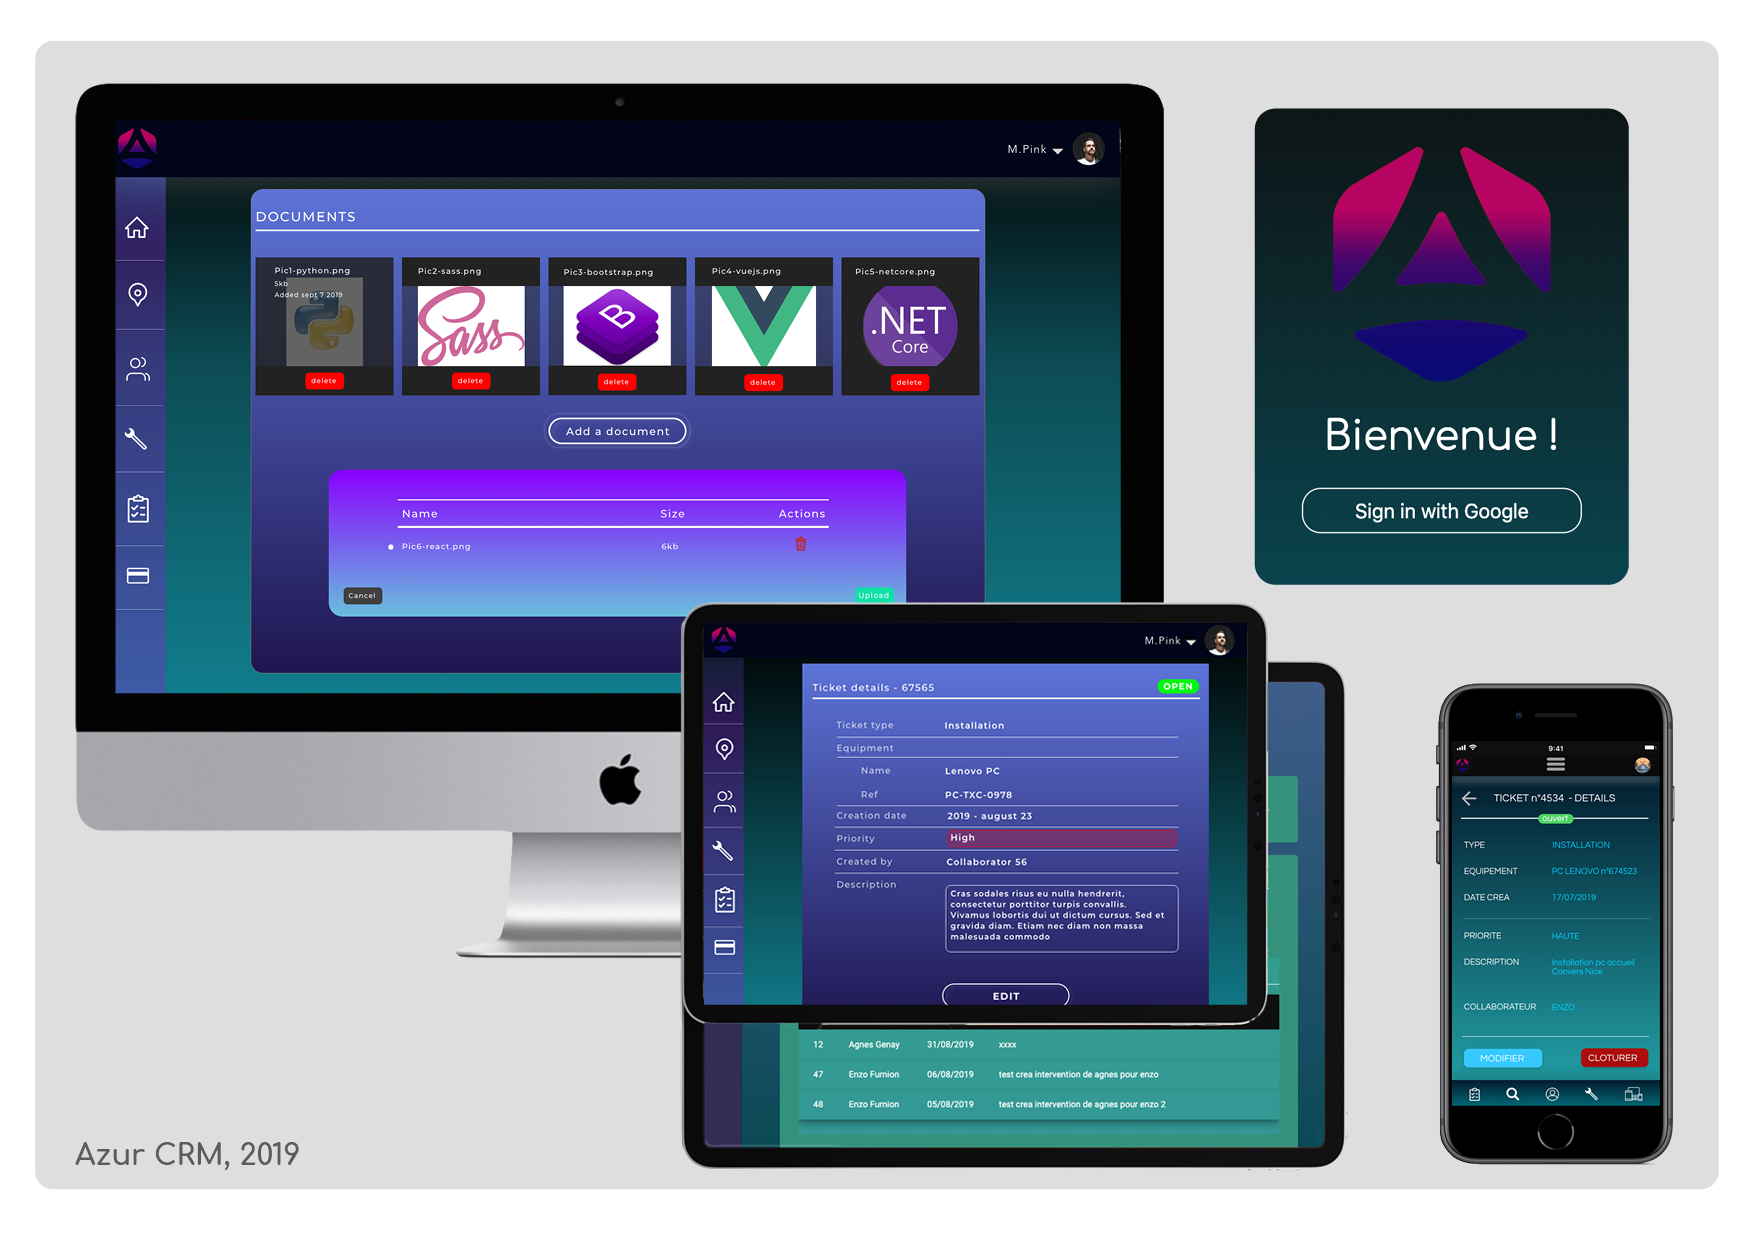 M.Pink
DOCUMENTS
Pic1-python.png
5kb
Added sept 7 2019
delete
Pic2-sass.png
Sass
delete
Pic3-bootstrap.png
B
delete
Pic4-vuejs.png
delete
Pic5-netcore.png
.NET
Core
delete
Add a document
Name Size Actions
Pic6-react.png 6kb
Cancel Upload
Bienvenue !
Sign in with Google
M.Pink
Ticket details - 67565 OPEN
Ticket type Installation
Equipment
Name Lenovo PC
Ref PC-TXC-0978
Creation date 2019 - august 23
Priority High
Created by Collaborator 56
Description
Cras sodales risus eu nulla hendrerit,
consectetur porttitor turpis convallis.
Vivamus lobortis dui ut dictum cursus. Sed et
gravida diam. Etiam nec diam non massa
malesuada commodo
EDIT
12 Agnes Genay 31/08/2019 xxxx
47 Enzo Furnion 06/08/2019 test crea intervention de agnes pour enzo
48 Enzo Furnion 05/08/2019 test crea intervention de agnes pour enzo 2
9:41
TICKET n°4534 - DETAILS
ouvert
TYPE INSTALLATION
EQUIPEMENT PC LENOVO n°674523
DATE CREA 17/07/2019
PRIORITE HAUTE
DESCRIPTION Installation pc accueil
Convers Nice
COLLABORATEUR ENZO
MODIFIER CLOTURER
Azur CRM, 2019